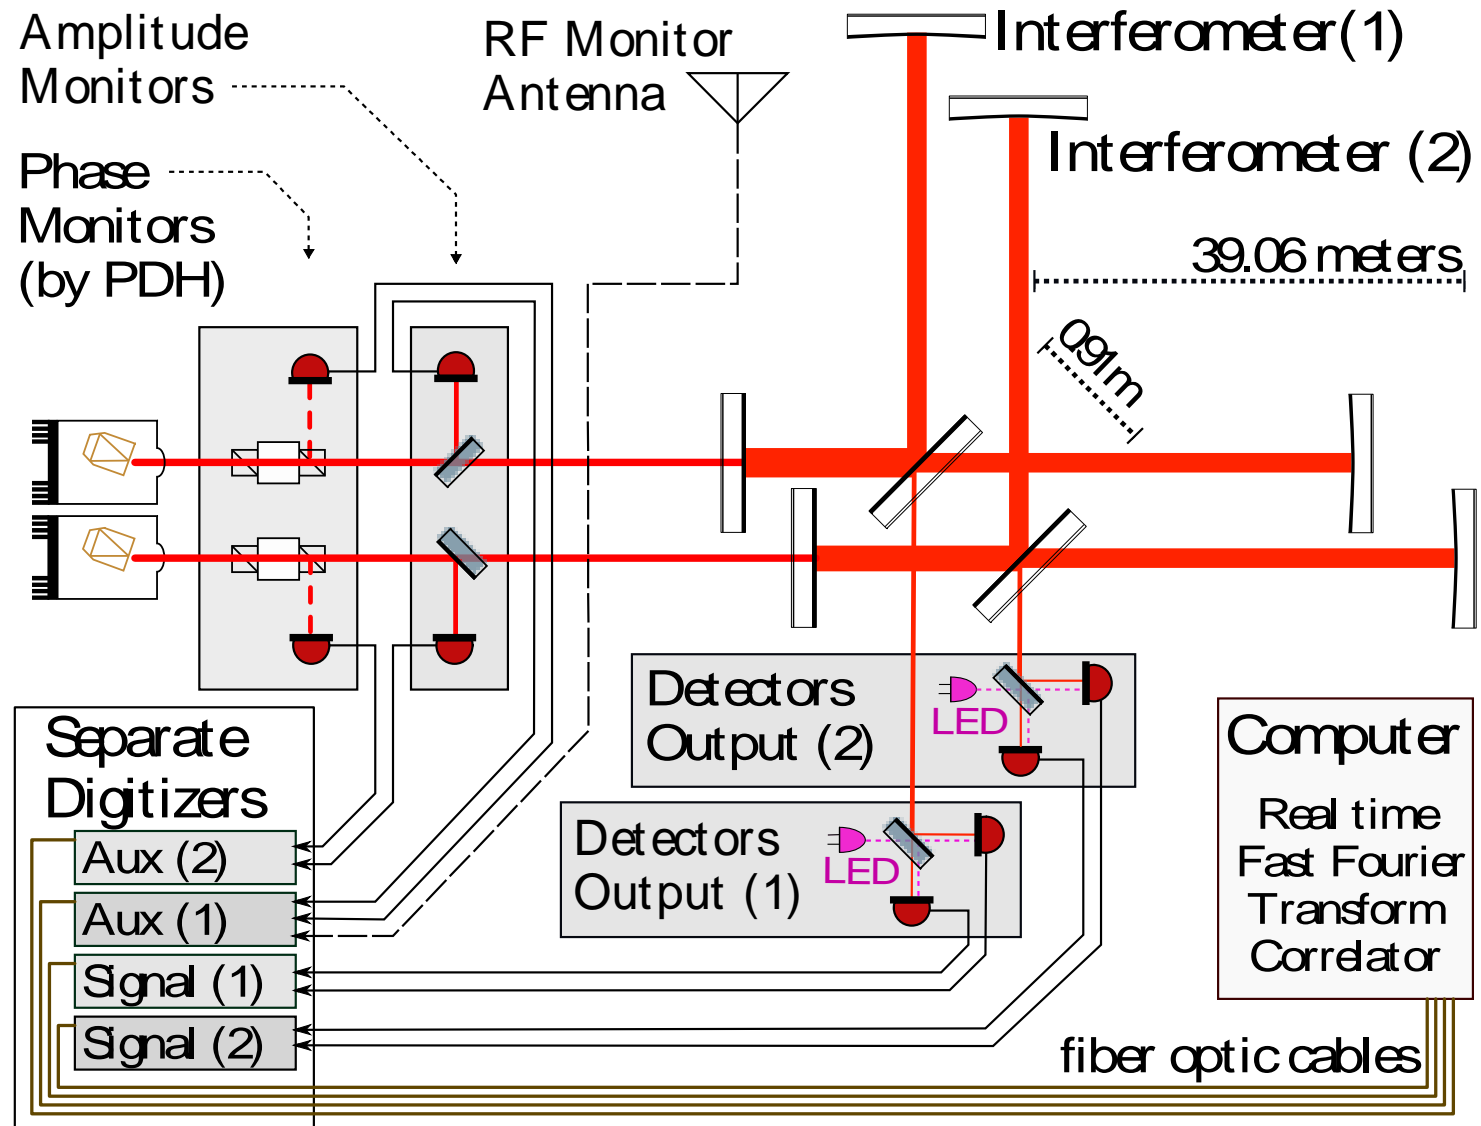 Amplitude
Monitors
RF Monitor
Antenna
Interferometer(1)
Interferometer (2)
Phase
Monitors
(by PDH)
39.06 meters
0.91m
Detectors
Output (2)
LED
Detectors
Output (1)
LED
Separate
Digitizers
Aux (2)
Aux (1)
Signal (1)
Signal (2)
Computer
Real time
Fast Fourier
Transform
Correlator
fiber optic cables